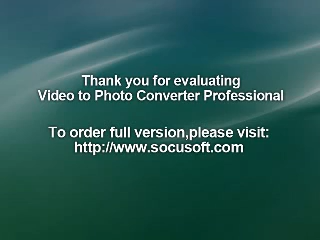 Thank you for evaluating
Video to Photo Converter Professional
To order full version,please visit:
http://www.socusoft.com